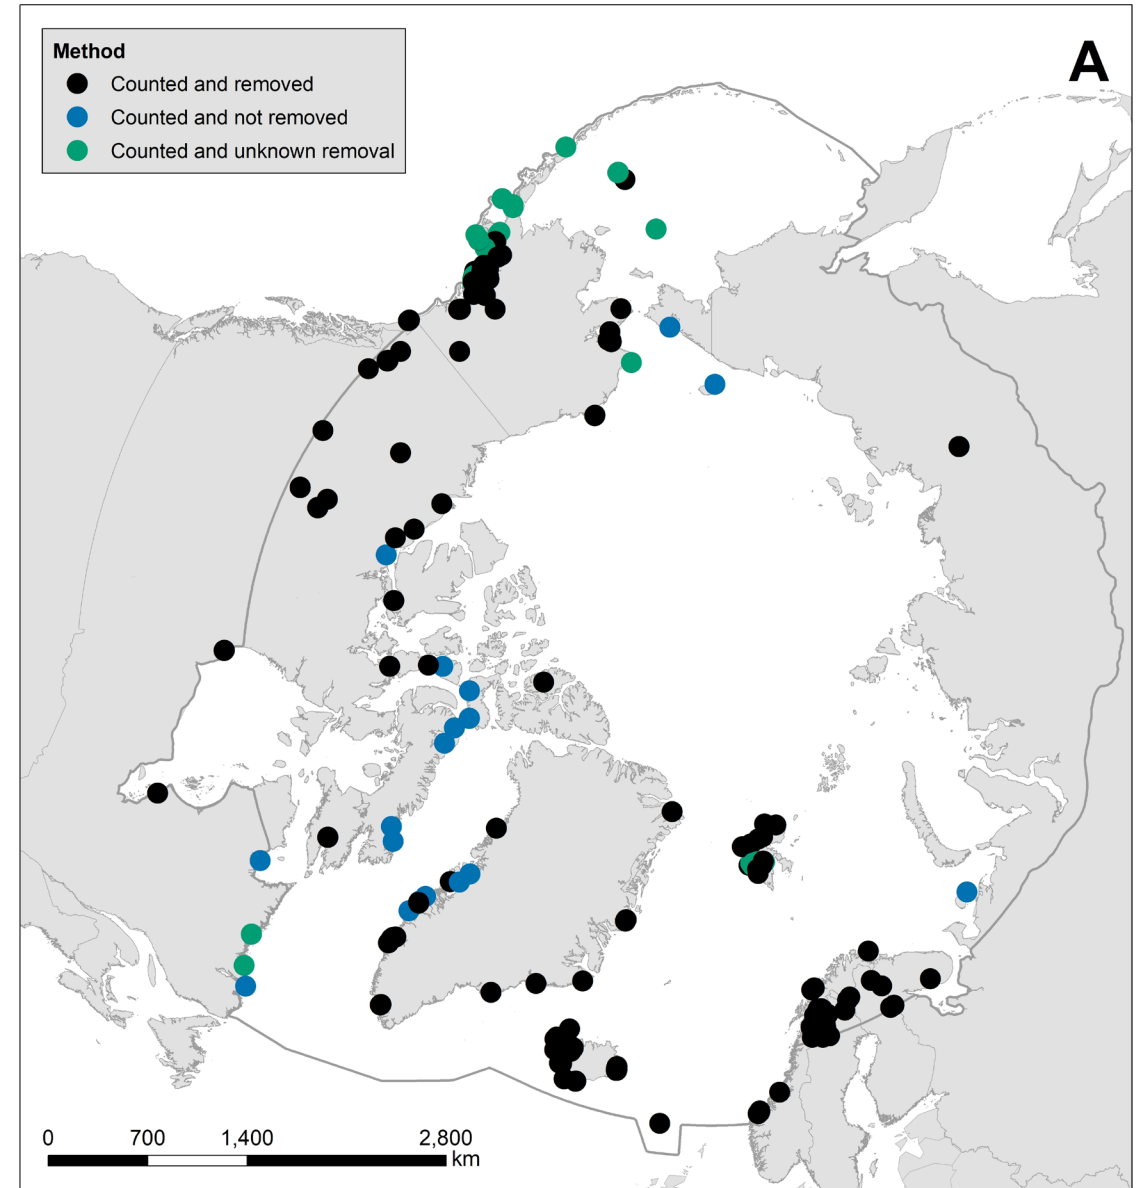 A
Method
Counted and removed
Counted and not removed
Counted and unknown removal
0 700 1,400 2,800
km